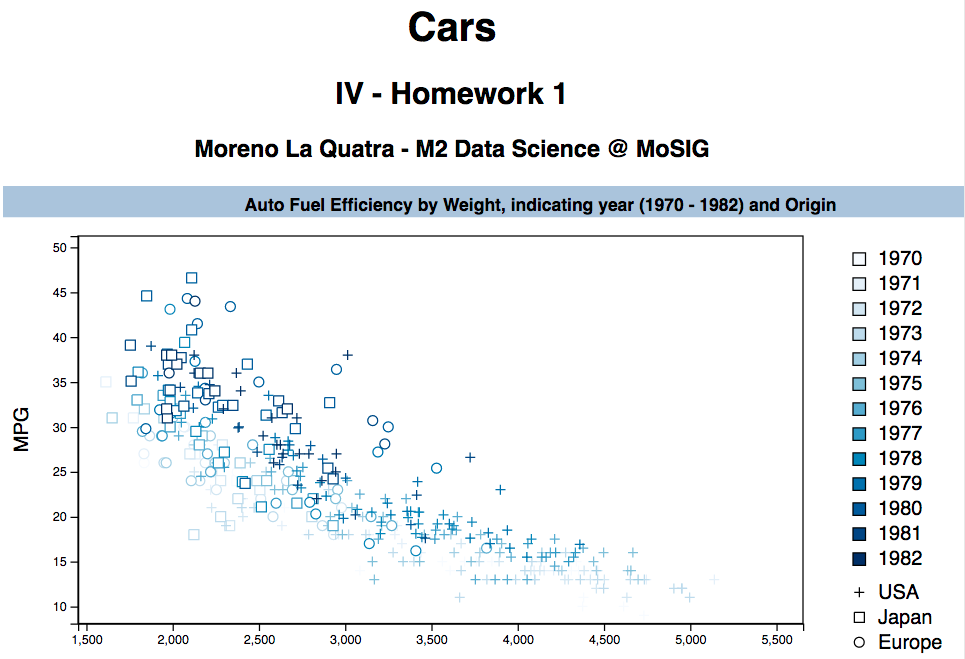 Cars
IV - Homework 1
Moreno La Quatra - M2 Data Science @ MoSIG
Auto Fuel Efficiency by Weight, indicating year (1970 - 1982) and Origin
50
45
40
35
30
25
20
15
10
MPG
1,500 2,000 2,500 3,000 3,500 4,000 4,500 5,000 5,500
1970
1971
1972
1973
1974
1975
1976
1977
1978
1979
1980
1981
1982
USA
Japan
Europe